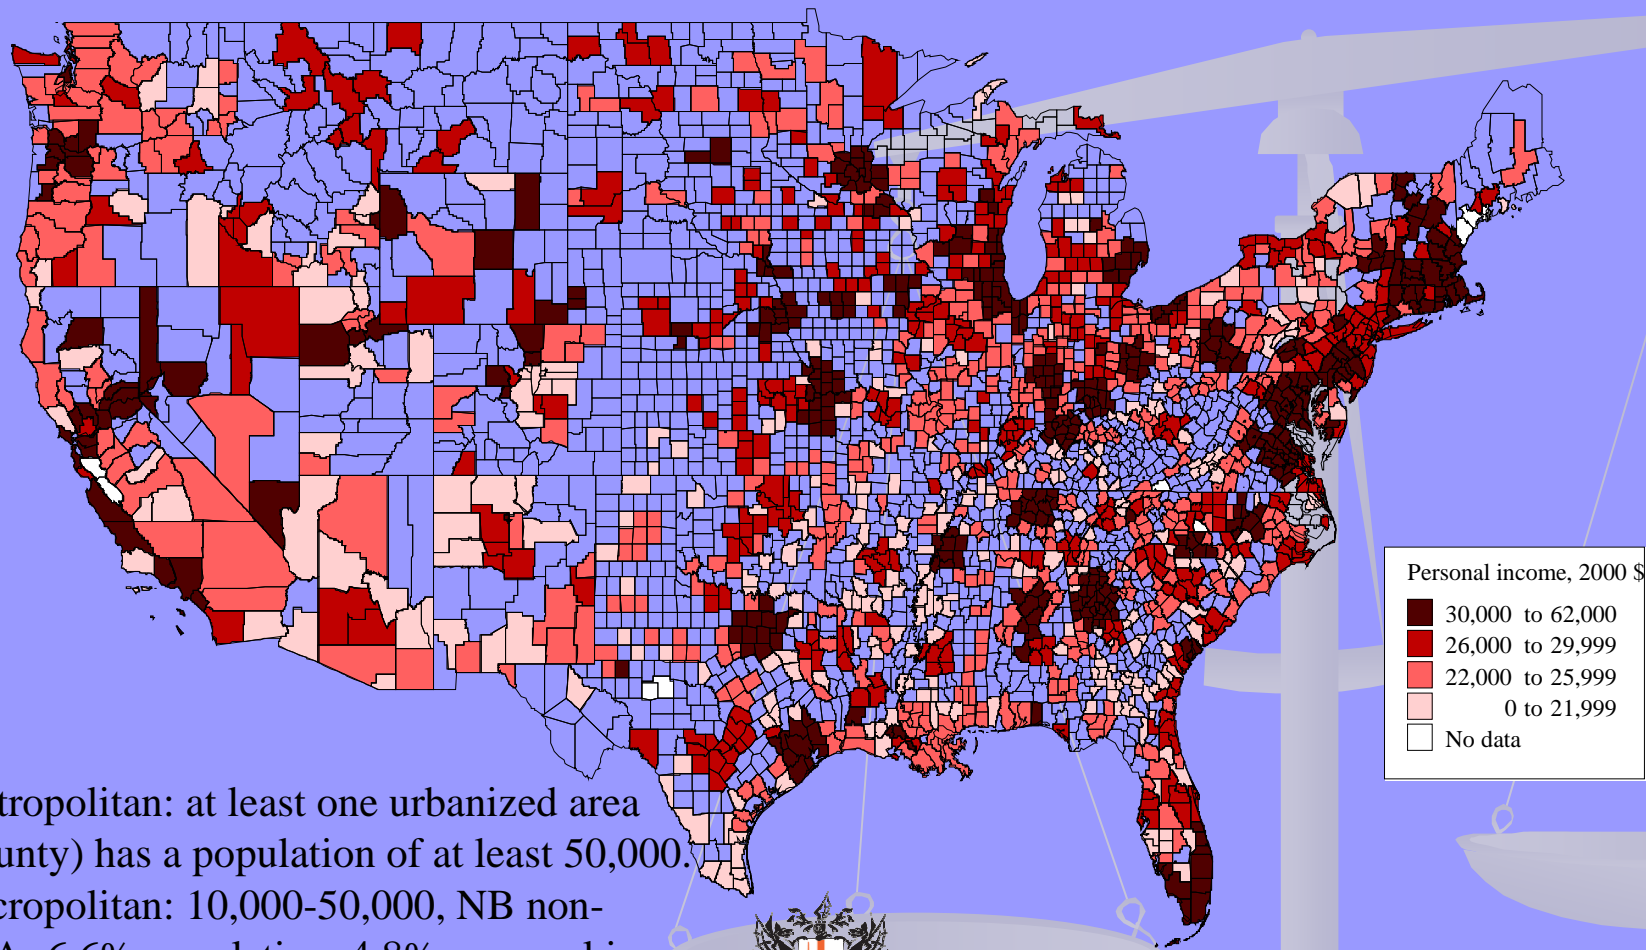 Personal income, 2000 $
30,000 to 62,000
26,000 to 29,999
22,000 to 25,999
0 to 21,999
No data
tropolitan: at least one urbanized area
unty) has a population of at least 50,000.
cropolitan: 10,000-50,000, NB non-